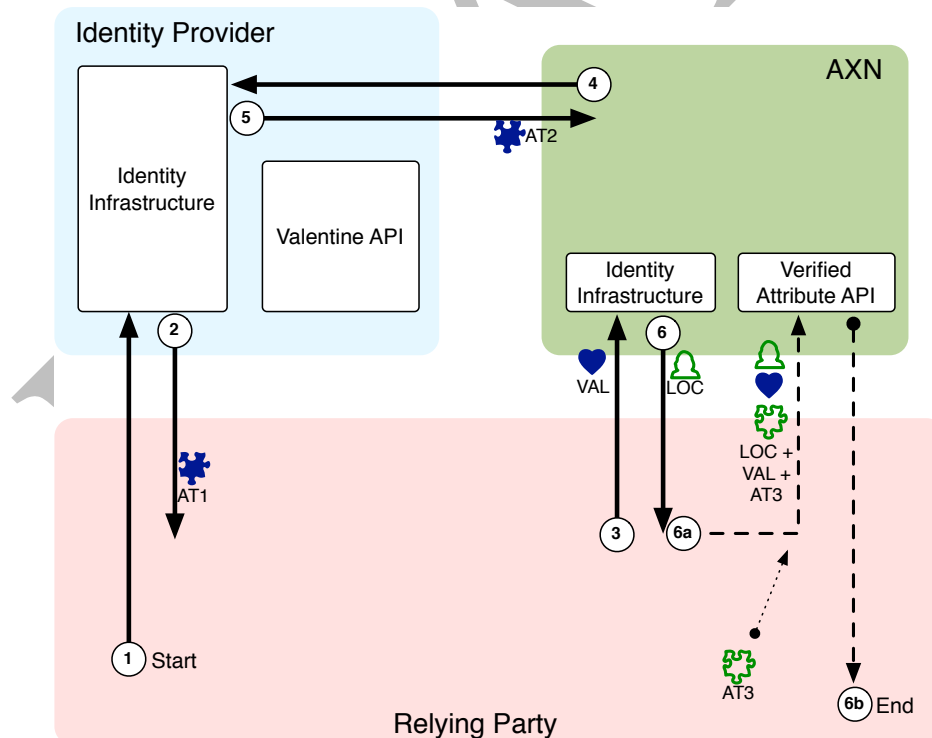 Identity Provider
AXN
4
5
AT2
Identity
Infrastructure
Valentine API
Identity
Infrastructure
Verified
Attribute API
2
6
VAL
LOC
LOC +
VAL +
AT3
AT1
3
6a
1
Start
AT3
6b
End
Relying Party